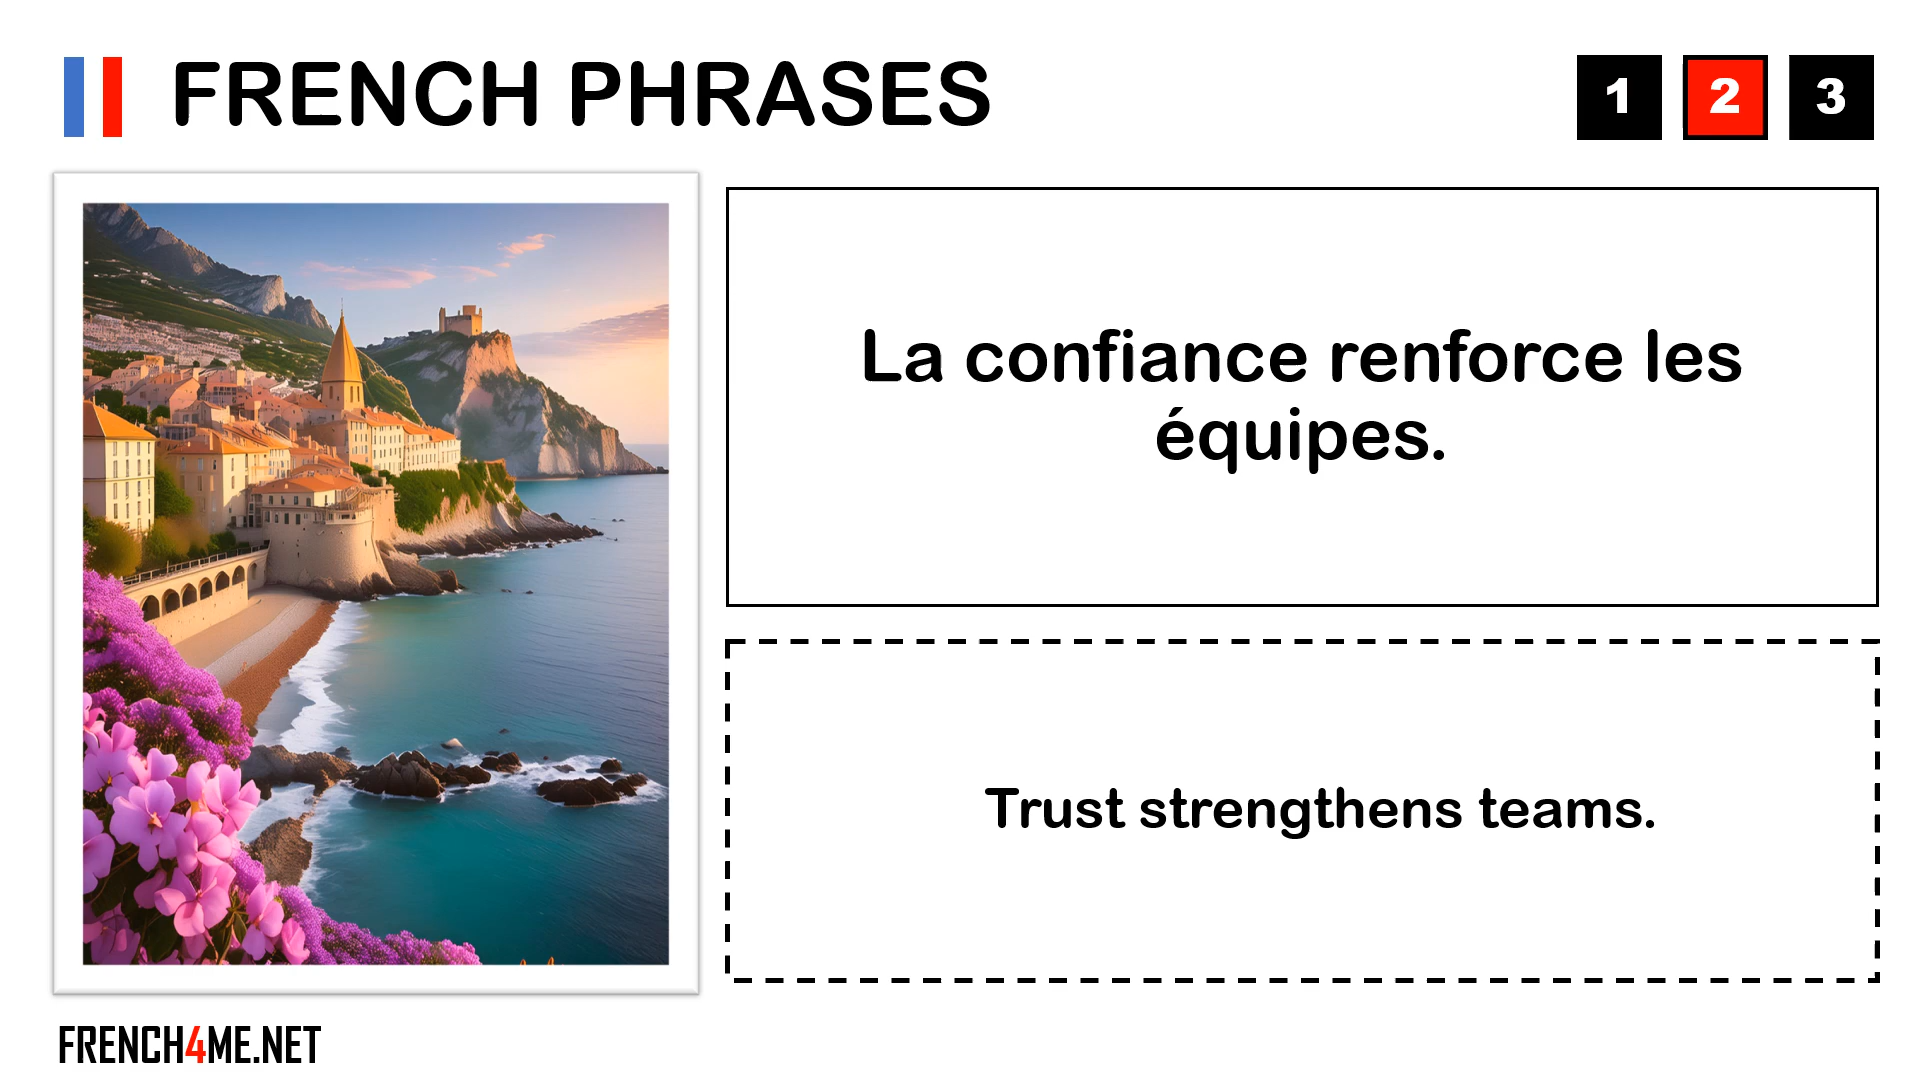 FRENCH PHRASES
1 2 3
La confiance renforce les
équipes.
Trust strengthens teams.
FRENCH4ME.NET